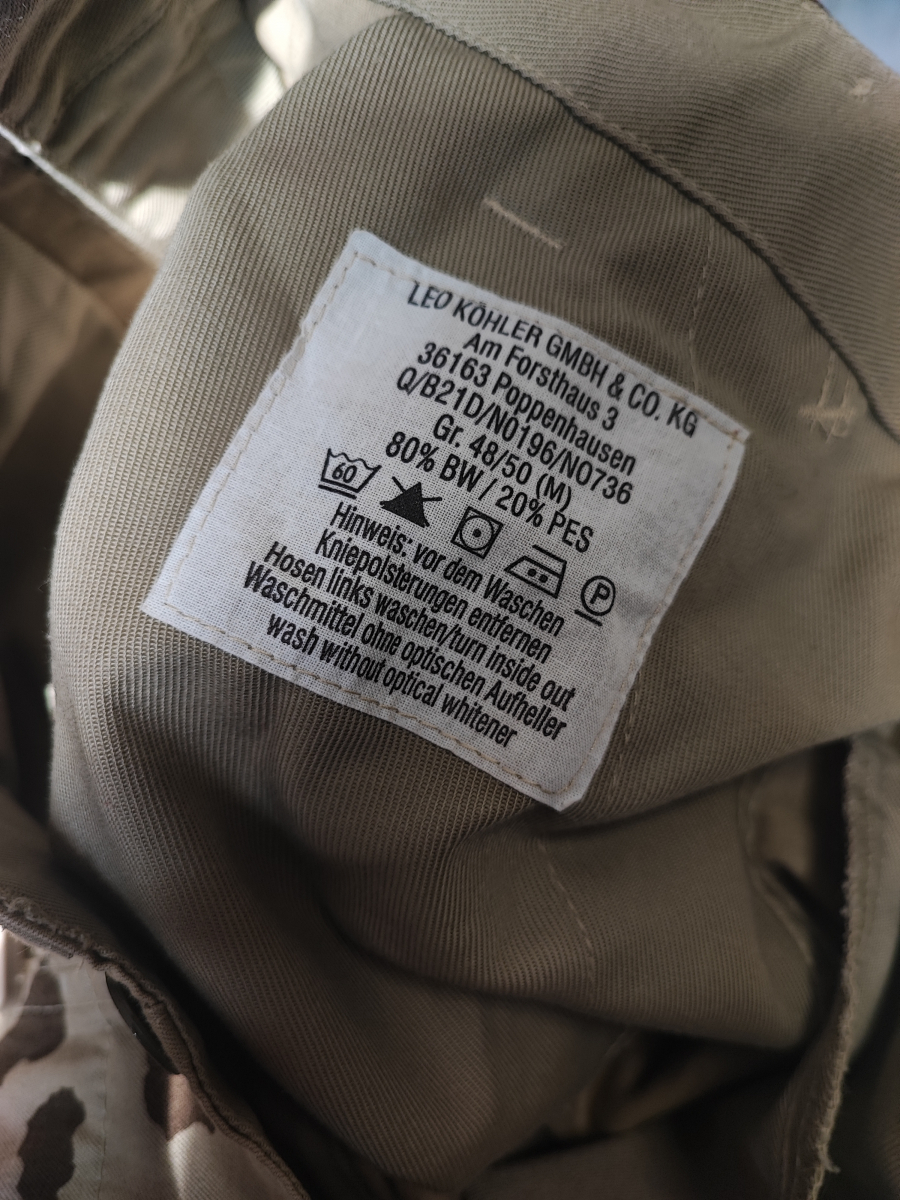 LEO KÖHLER GMBH & CO. KG
Am Forsthaus 3
36163 Poppenhausen
Q/B21D/N0196/N0736
Gr. 48/50 (M)
80% BW / 20% PES
60
P
Hinweis: vor dem Waschen
Kniepolsterungen entfernen
Hosen links waschen/turn inside out
Waschmittel ohne optischen Aufheller
wash without optical whitener